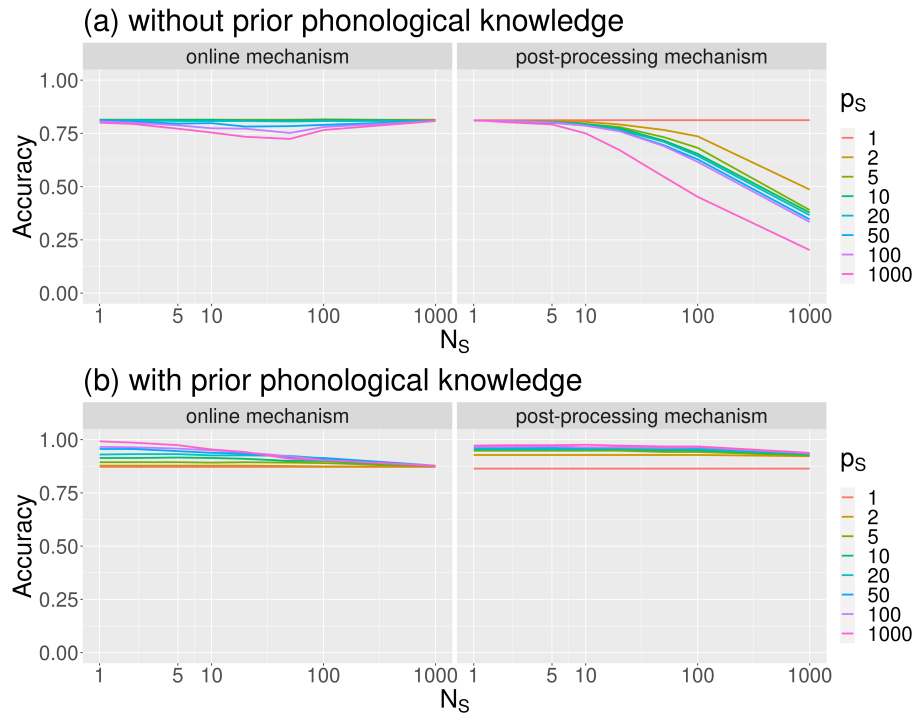 (a) without prior phonological knowledge
online mechanism
post-processing mechanism
Accuracy
1.00
0.75
0.50
0.25
0.00
1 5 10 100 1000
1 5 10 100 1000
N_S
p_S
1
2
5
10
20
50
100
1000
(b) with prior phonological knowledge
online mechanism
post-processing mechanism
Accuracy
1.00
0.75
0.50
0.25
0.00
1 5 10 100 1000
1 5 10 100 1000
N_S
p_S
1
2
5
10
20
50
100
1000